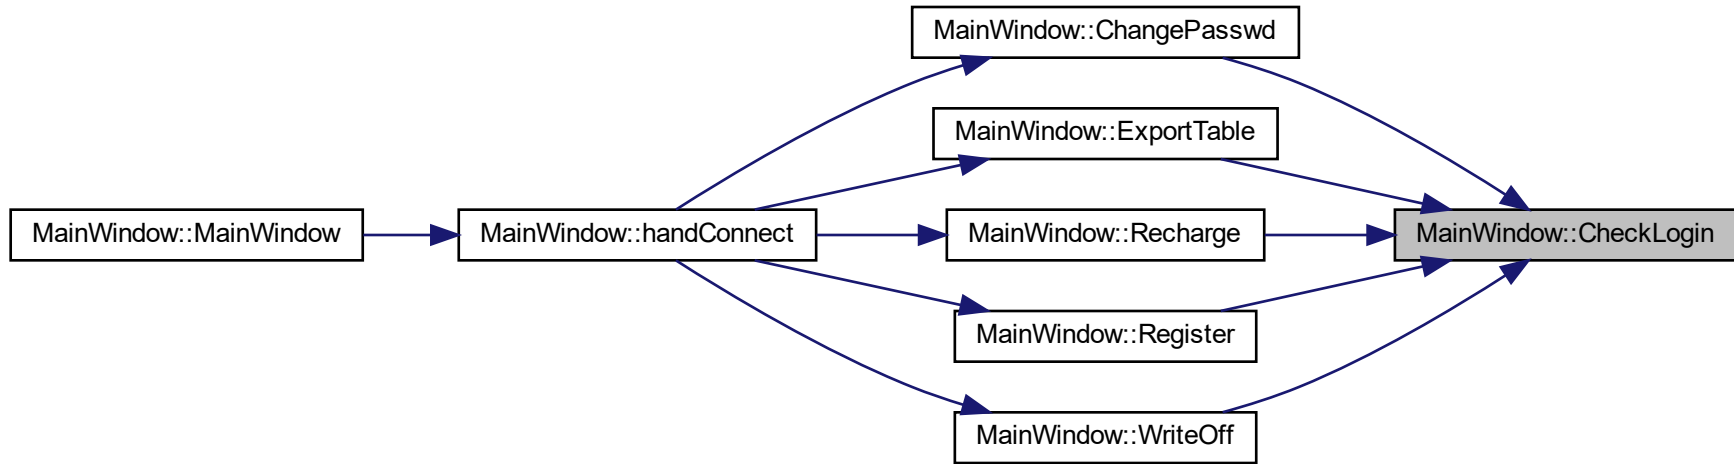 MainWindow::ChangePasswd
MainWindow::ExportTable
MainWindow::MainWindow
MainWindow::handConnect
MainWindow::Recharge
MainWindow::CheckLogin
MainWindow::Register
MainWindow::WriteOff